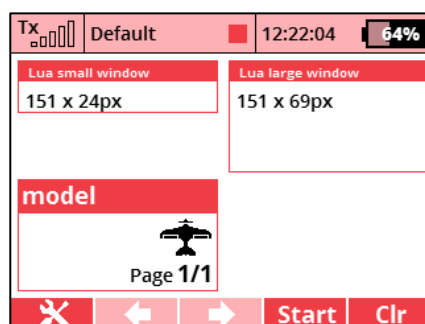 Tx Default 12:22:04 64%
Lua small window
151 x 24px
Lua large window
151 x 69px
model
Page 1/1
Start Clr